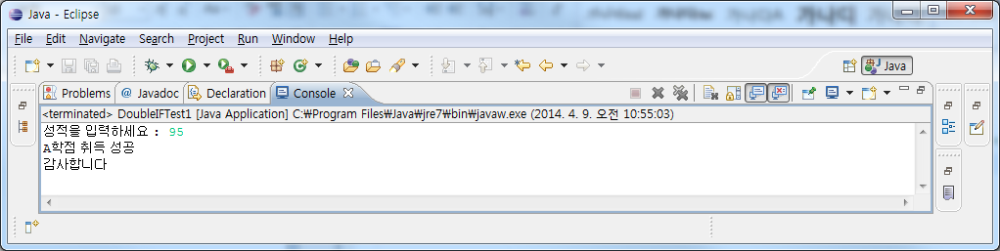 Java - Eclipse
File Edit Navigate Search Project Run Window Help
Java
Problems @ Javadoc Declaration Console
<terminated> DoubleIFTest1 [Java Application] C:₩Program Files₩Java₩jre7₩bin₩javaw.exe (2014. 4. 9. 오전 10:55:03)
성적을 입력하세요 : 95
A학점 취득 성공
감사합니다